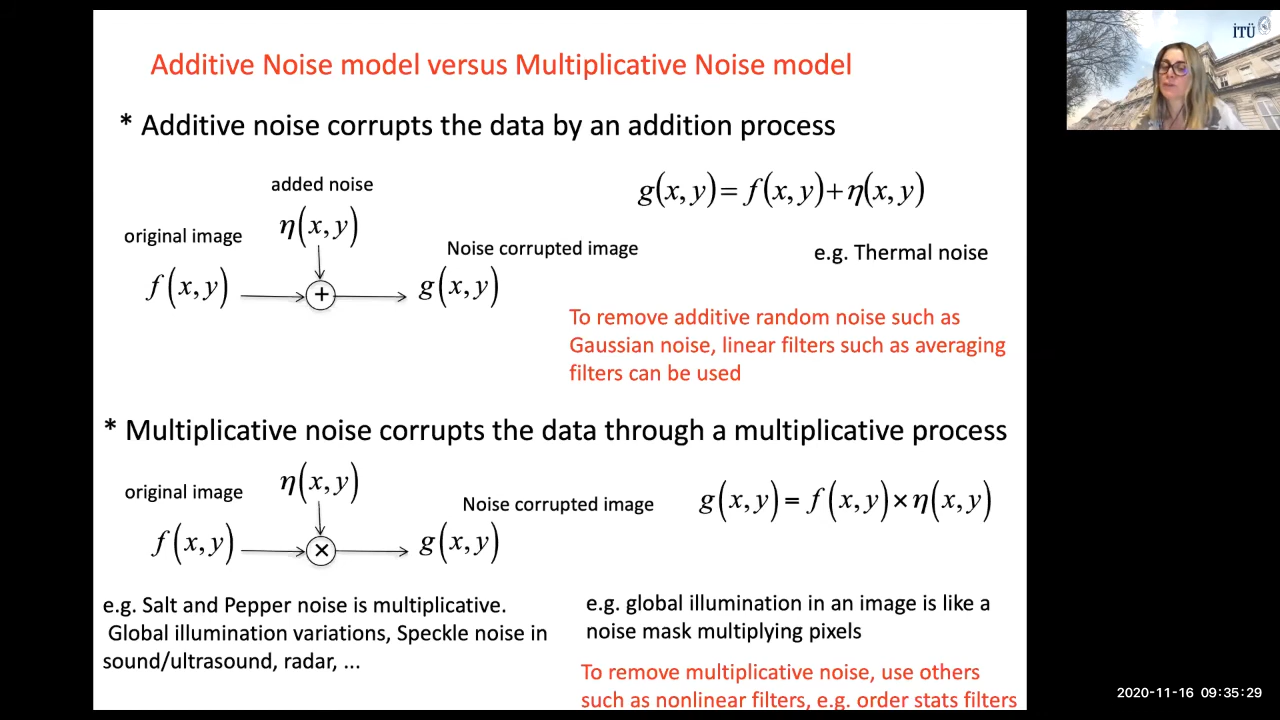 Additive Noise model versus Multiplicative Noise model
* Additive noise corrupts the data by an addition process
added noise
η(x, y)
original image
f(x, y)
+
Noise corrupted image
g(x, y)
g(x, y)= f(x, y)+η(x, y)
e.g. Thermal noise
To remove additive random noise such as
Gaussian noise, linear filters such as averaging
filters can be used
* Multiplicative noise corrupts the data through a multiplicative process
η(x, y)
original image
f(x, y)
×
Noise corrupted image
g(x, y)
g(x, y) = f(x, y)×η(x, y)
e.g. Salt and Pepper noise is multiplicative.
Global illumination variations, Speckle noise in
sound/ultrasound, radar, ...
e.g. global illumination in an image is like a
noise mask multiplying pixels
To remove multiplicative noise, use others
such as nonlinear filters, e.g. order stats filters
İTÜ
2020-11-16 09:35:29